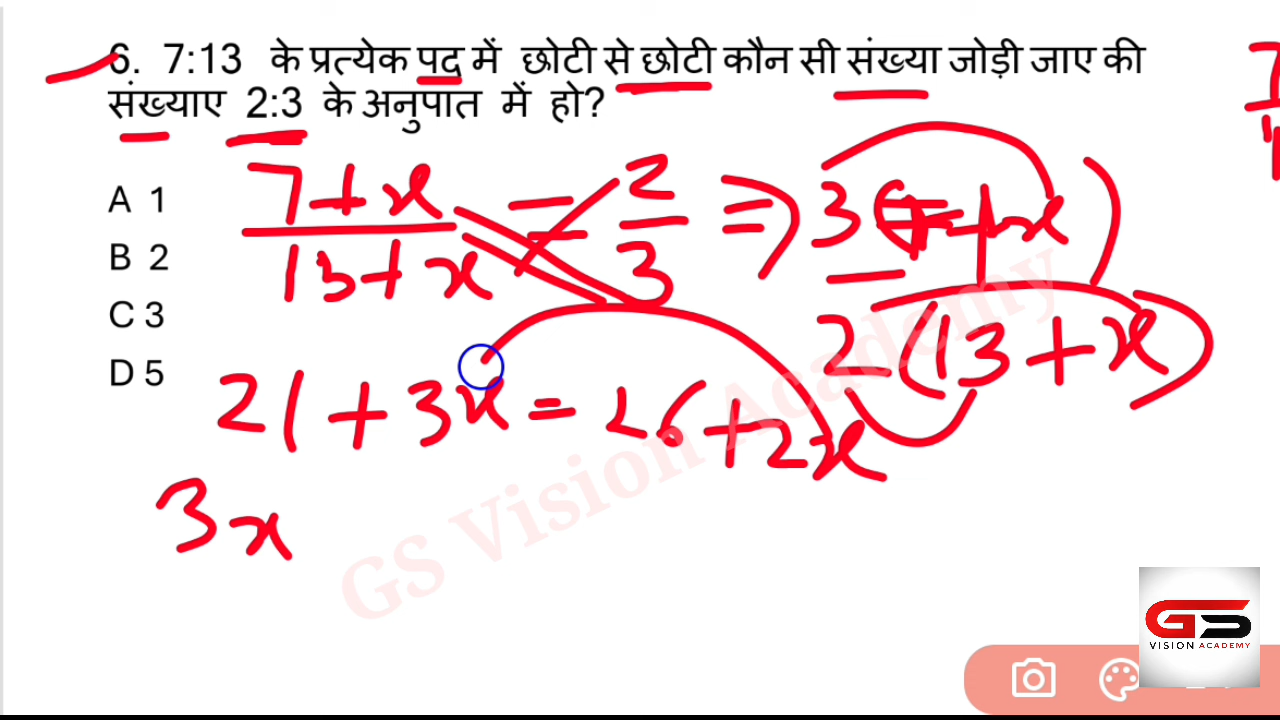 6. 7:13 के प्रत्येक पद में छोटी से छोटी कौन सी संख्या जोड़ी जाए की
संख्याए 2:3 के अनुपात में हो?
A 1
B 2
C 3
D 5
7+x/13+x = 2/3 => 3(7+x)
2(13+x)
21+3x=26+2x
3x
GS Vision Academy
GS
VISION ACADEMY